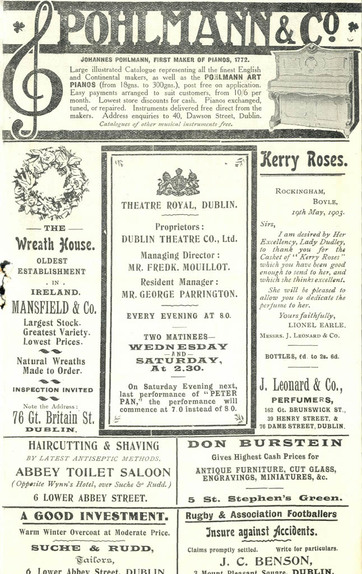 POHLMANN & Co.
JOHANNES POHLMANN, FIRST MAKER OF PIANOS, 1772.
Large illustrated Catalogue representing all the finest English
and Continental makers, as well as the POHLMANN ART
PIANOS (from 18gns. to 300gns.), post free on application.
Easy payments arranged to suit customers, from 10/6 per
month. Lowest store discounts for cash. Pianos exchanged,
tuned, or repaired. Instruments delivered free direct from the
makers. Address enquiries to 40, Dawson Street, Dublin.
Catalogues of other musical instruments free.
THE
Wreath House.
OLDEST
ESTABLISHMENT
. IN .
IRELAND.
MANSFIELD & Co.
Largest Stock.
Greatest Variety.
Lowest Prices.
Natural Wreaths
Made to Order.
INSPECTION INVITED
Note the Address:
76 Gt. Britain St.
DUBLIN.
THEATRE ROYAL, DUBLIN.
Proprietors :
DUBLIN THEATRE CO., Ltd.
Managing Director :
MR. FREDK. MOUILLOT.
Resident Manager :
MR. GEORGE PARRINGTON.
EVERY EVENING AT 8.0.
TWO MATINEES—
WEDNESDAY
—AND—
SATURDAY,
At 2.30.
On Saturday Evening next,
last performance of "PETER
PAN," the performance will
commence at 7.0 instead of 8.0.
Kerry Roses.
ROCKINGHAM,
BOYLE,
19th May, 1903.
Sirs,
I am desired by Her
Excellency, Lady Dudley,
to thank you for the
Casket of "Kerry Roses"
which you have been good
enough to send to her, and
which she thinks excellent.
She will be pleased to
allow you to dedicate the
perfume to her.
Yours faithfully,
LIONEL EARLE.
MESSRS. J. LEONARD & CO.
BOTTLES, 6d. to 2s. 6d.
J. Leonard & Co.,
PERFUMERS,
162 GT. BRUNSWICK ST.,
39 HENRY STREET, &
76 DAME STREET, DUBLIN.
HAIRCUTTING & SHAVING
BY LATEST ANTISEPTIC METHODS.
ABBEY TOILET SALOON
(Opposite Wynn's Hotel, over Suche & Rudd.)
6 LOWER ABBEY STREET.
DON BURSTEIN
Gives Highest Cash Prices for
ANTIQUE FURNITURE, CUT GLASS,
ENGRAVINGS, MINIATURES, &c.
5 St. Stephen's Green.
A GOOD INVESTMENT.
Warm Winter Overcoat at Moderate Price.
SUCHE & RUDD,
Tailors,
6 Lower Abbey Street, DUBLIN
Rugby & Association Footballers
Insure against Accidents.
Claims promptly settled. Write for particulars.
J. C. BENSON,
Mount Pleasant Square, DUBLIN